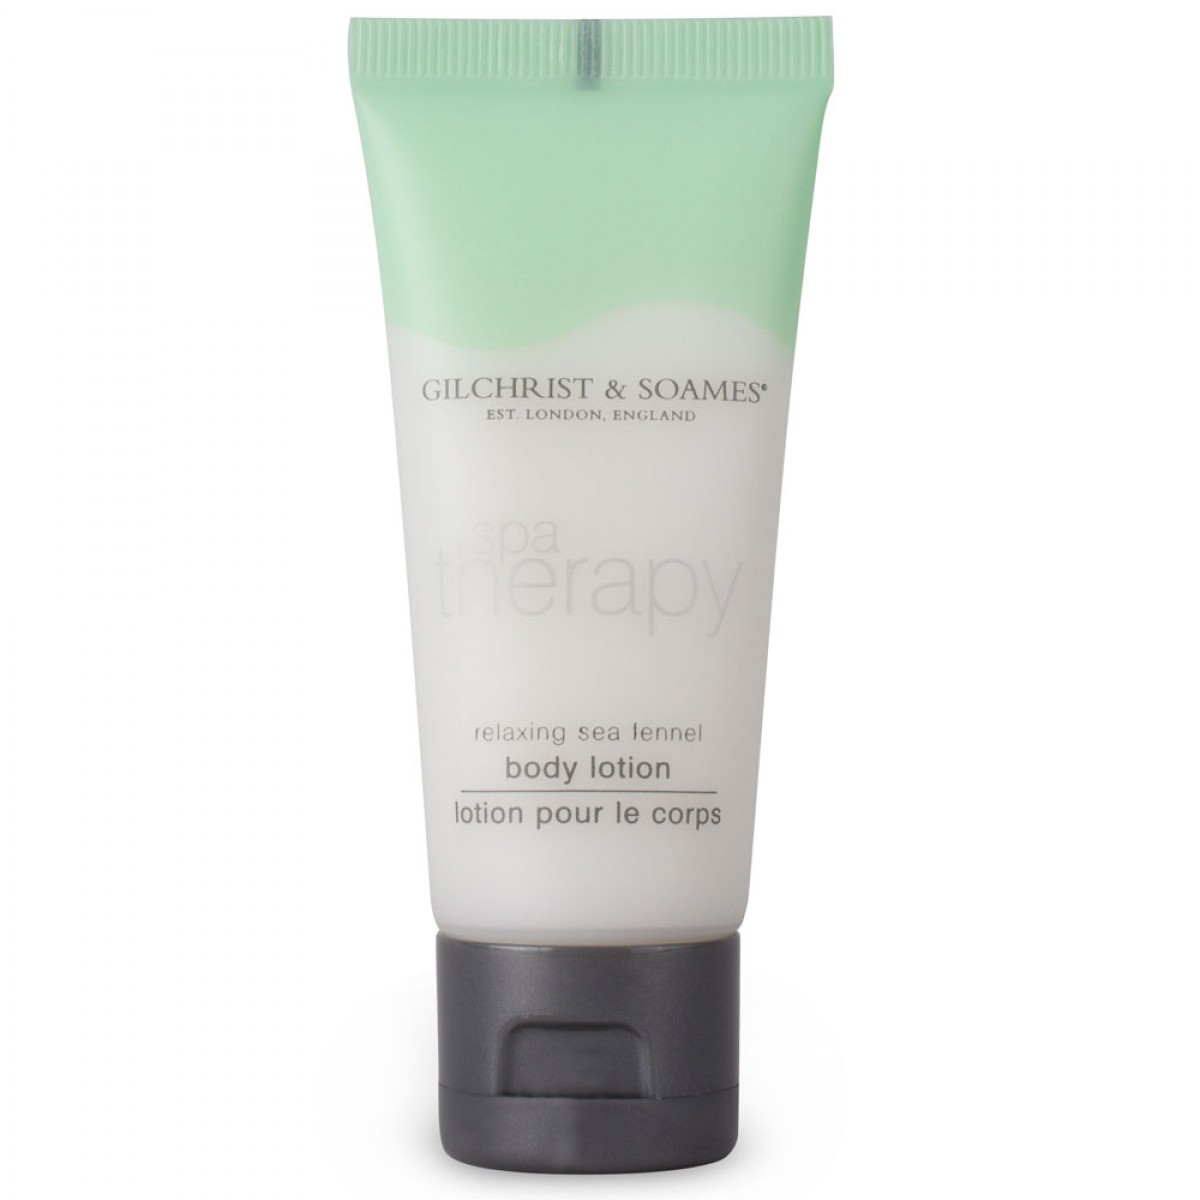 GILCHRIST & SOAMES®
EST. LONDON, ENGLAND
spa
therapy
relaxing sea fennel
body lotion
lotion pour le corps